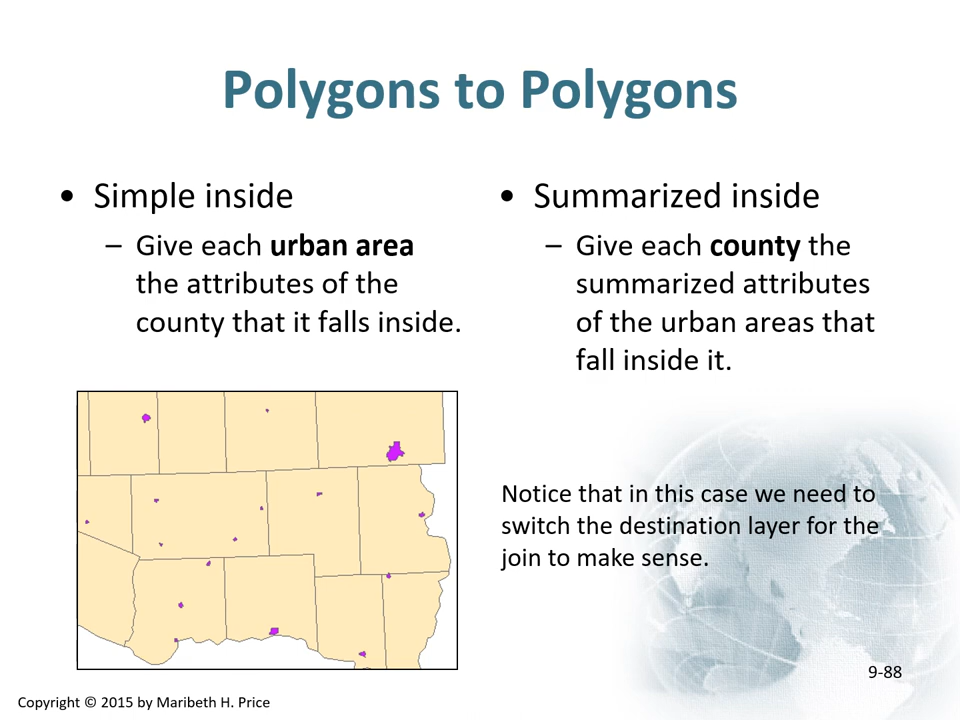 Polygons to Polygons
• Simple inside
– Give each urban area
the attributes of the
county that it falls inside.
• Summarized inside
– Give each county the
summarized attributes
of the urban areas that
fall inside it.
Notice that in this case we need to
switch the destination layer for the
join to make sense.
9-88
Copyright © 2015 by Maribeth H. Price